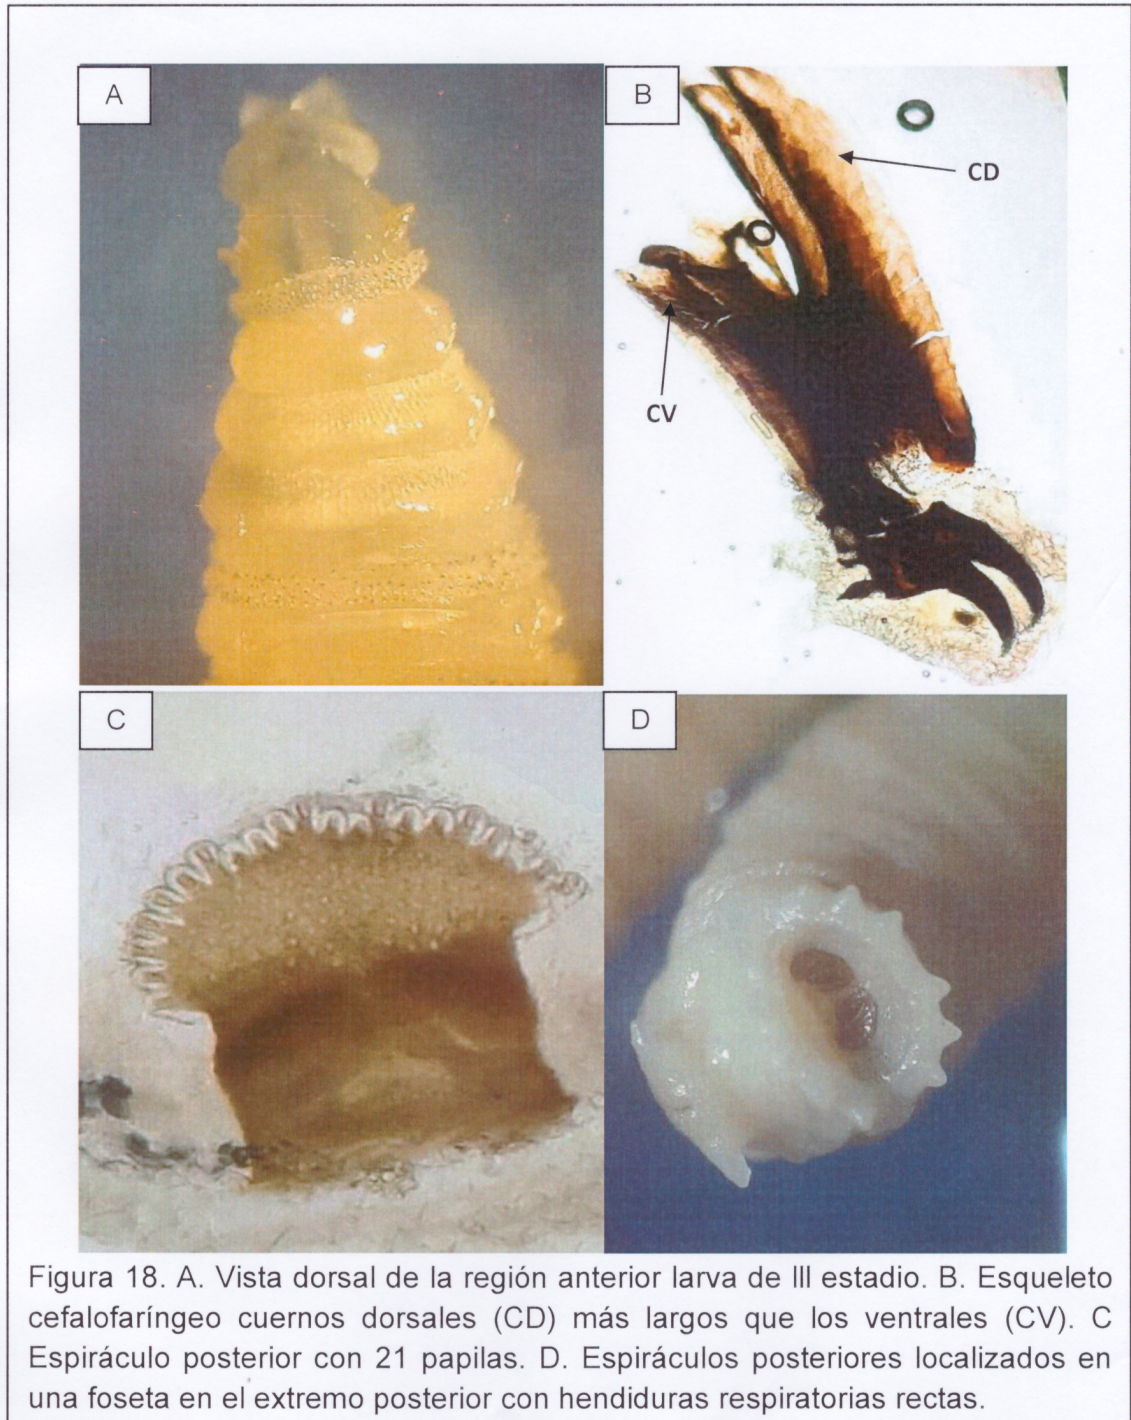 A
B
CD
CV
C
D
Figura 18. A. Vista dorsal de la región anterior larva de III estadio. B. Esqueleto
cefalofaríngeo cuernos dorsales (CD) más largos que los ventrales (CV). C
Espiráculo posterior con 21 papilas. D. Espiráculos posteriores localizados en
una foseta en el extremo posterior con hendiduras respiratorias rectas.